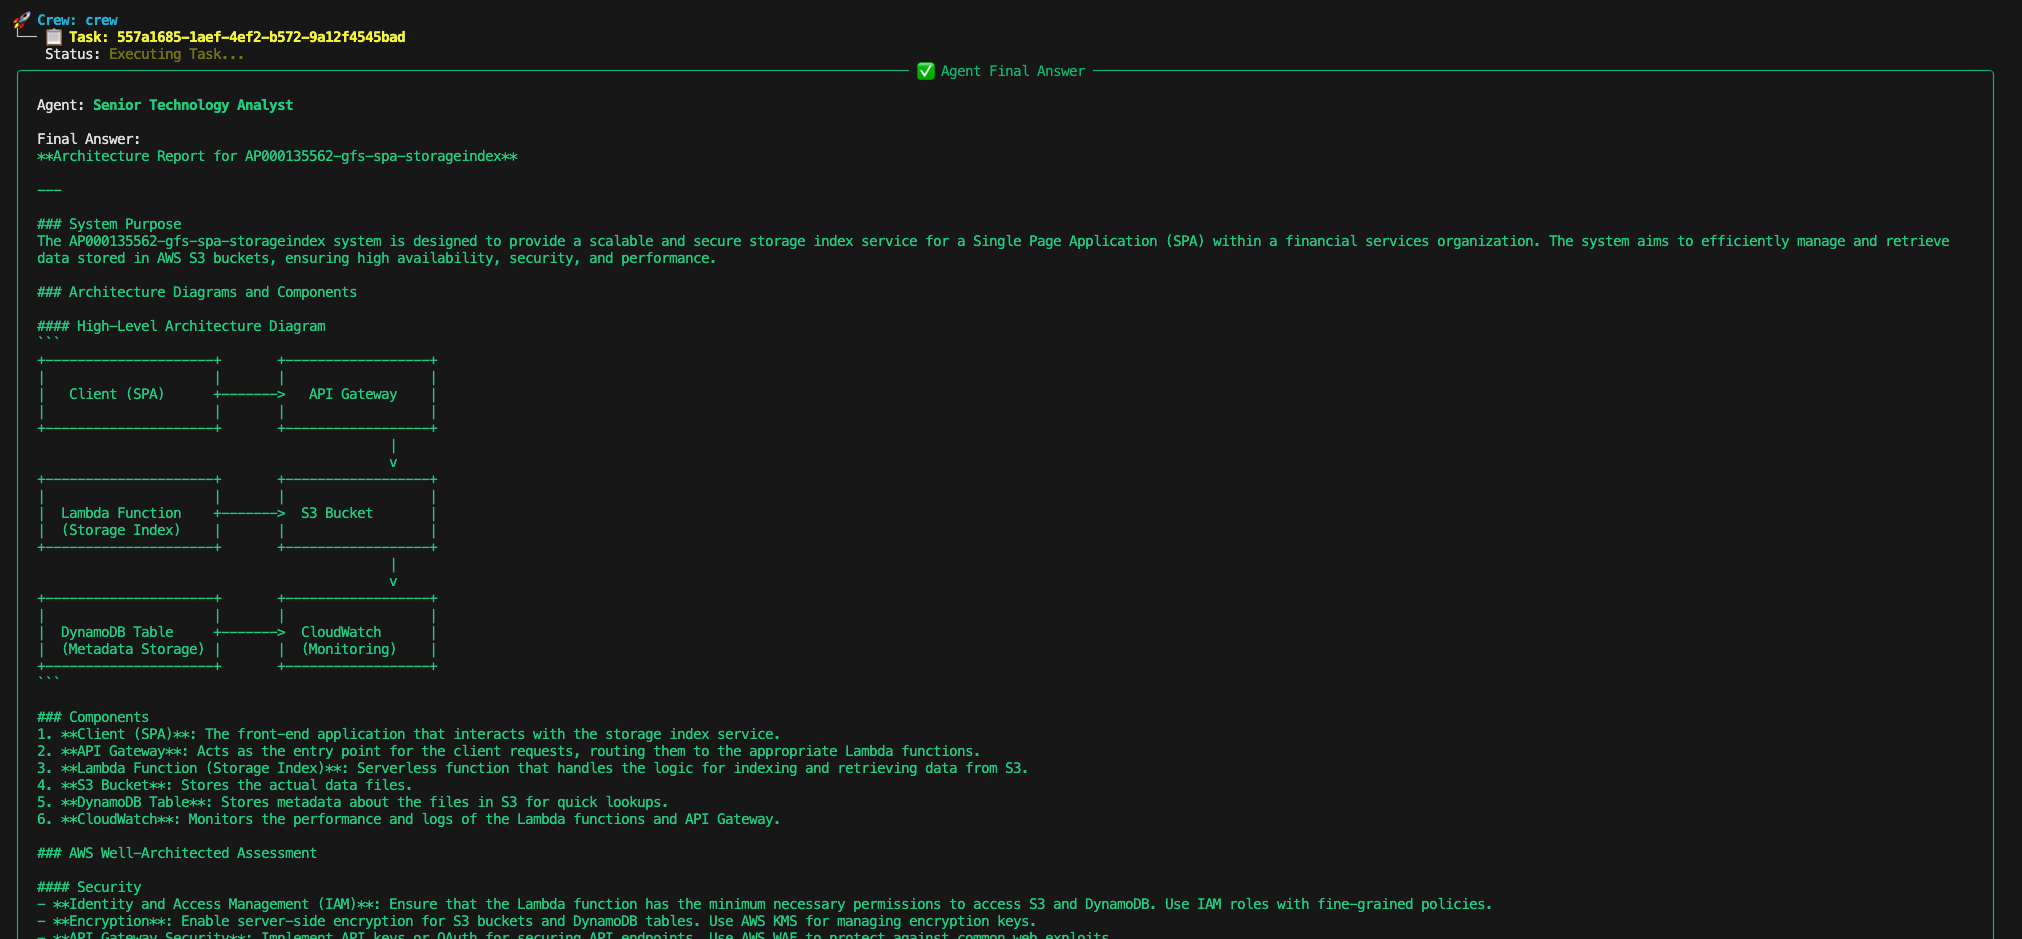 🚀 Crew: crew
└── 📋 Task: 557a1685-1aef-4ef2-b572-9a12f4545bad
    Status: Executing Task...
✅ Agent Final Answer
Agent: Senior Technology Analyst
Final Answer:
**Architecture Report for AP000135562-gfs-spa-storageindex**
---
### System Purpose
The AP000135562-gfs-spa-storageindex system is designed to provide a scalable and secure storage index service for a Single Page Application (SPA) within a financial services organization. The system aims to efficiently manage and retrieve
data stored in AWS S3 buckets, ensuring high availability, security, and performance.
### Architecture Diagrams and Components
#### High-Level Architecture Diagram
```
+---------------------+       +------------------+
|                     |       |                  |
|   Client (SPA)      +------->   API Gateway    |
|                     |       |                  |
+---------------------+       +------------------+
                                            |
                                            v
+---------------------+       +------------------+
|                     |       |                  |
|  Lambda Function    +------->  S3 Bucket       |
|  (Storage Index)    |       |                  |
+---------------------+       +------------------+
                                            |
                                            v
+---------------------+       +------------------+
|                     |       |                  |
|  DynamoDB Table     +------->  CloudWatch      |
|  (Metadata Storage) |       |  (Monitoring)    |
+---------------------+       +------------------+
```
### Components
1. **Client (SPA)**: The front-end application that interacts with the storage index service.
2. **API Gateway**: Acts as the entry point for the client requests, routing them to the appropriate Lambda functions.
3. **Lambda Function (Storage Index)**: Serverless function that handles the logic for indexing and retrieving data from S3.
4. **S3 Bucket**: Stores the actual data files.
5. **DynamoDB Table**: Stores metadata about the files in S3 for quick lookups.
6. **CloudWatch**: Monitors the performance and logs of the Lambda functions and API Gateway.
### AWS Well-Architected Assessment
#### Security
- **Identity and Access Management (IAM)**: Ensure that the Lambda function has the minimum necessary permissions to access S3 and DynamoDB. Use IAM roles with fine-grained policies.
- **Encryption**: Enable server-side encryption for S3 buckets and DynamoDB tables. Use AWS KMS for managing encryption keys.
- **API Gateway Security**: Implement API keys or OAuth for securing API endpoints. Use AWS WAF to protect against common web exploits.